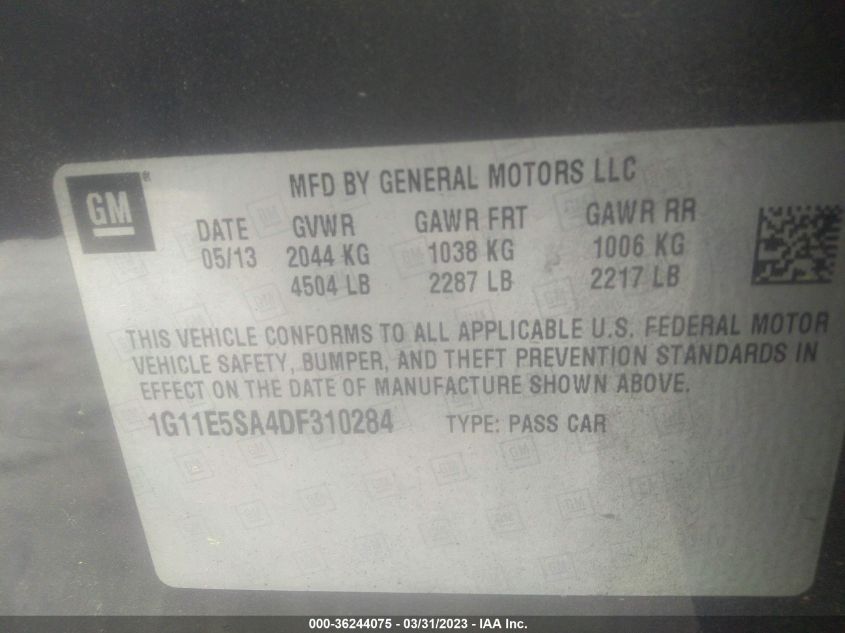 GM
MFD BY GENERAL MOTORS LLC
DATE GVWR GAWR FRT GAWR RR
05/13 2044 KG 1038 KG 1006 KG
4504 LB 2287 LB 2217 LB
THIS VEHICLE CONFORMS TO ALL APPLICABLE U.S. FEDERAL MOTOR
VEHICLE SAFETY, BUMPER, AND THEFT PREVENTION STANDARDS IN
EFFECT ON THE DATE OF MANUFACTURE SHOWN ABOVE.
1G11E5SA4DF310284 TYPE: PASS CAR
000-36244075 - 03/31/2023 - IAA Inc.